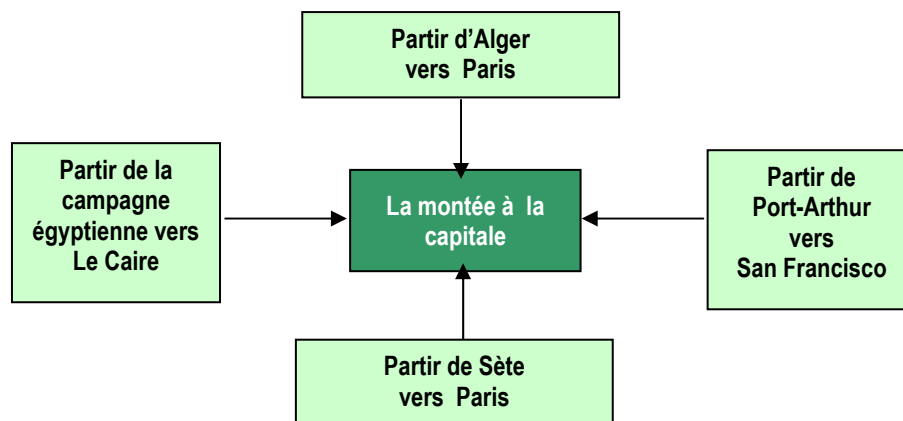 Partir d’Alger
vers Paris
Partir de la
campagne
égyptienne vers
Le Caire
La montée à la
capitale
Partir de
Port-Arthur
vers
San Francisco
Partir de Sète
vers Paris